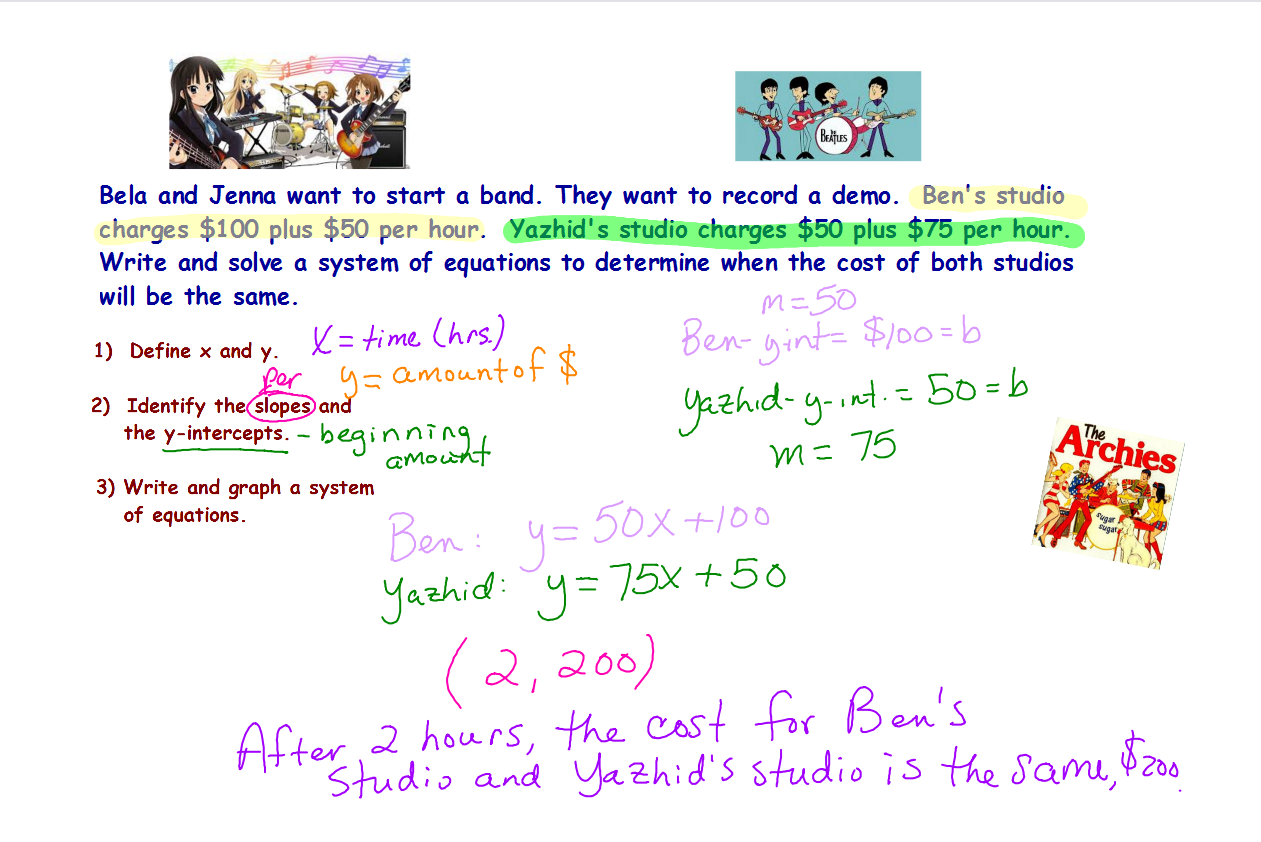 BEATLES
Bela and Jenna want to start a band. They want to record a demo. Ben's studio
charges $100 plus $50 per hour. Yazhid's studio charges $50 plus $75 per hour.
Write and solve a system of equations to determine when the cost of both studios
will be the same.
m = 50
1) Define x and y.
X = time (hrs.)
Ben- y int = $100 = b
y = amount of $
per
2) Identify the slopes and
the y-intercepts. - beginning
amount
Yazhid- y-int. = 50 = b
m = 75
The
Archies
sugar
sugar
3) Write and graph a system
of equations.
Ben: y = 50x + 100
Yazhid: y = 75x + 50
(2, 200)
After 2 hours, the cost for Ben's
studio and Yazhid's studio is the same, $200.